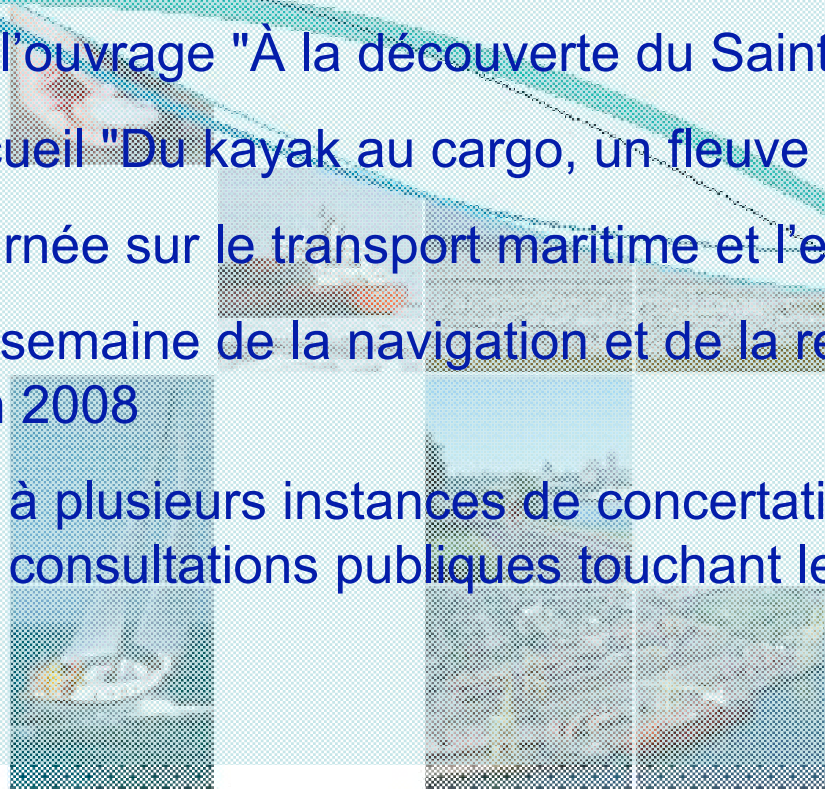 l’ouvrage "À la découverte du Saint
ueil "Du kayak au cargo, un fleuve
rnée sur le transport maritime et l’e
semaine de la navigation et de la re
2008
à plusieurs instances de concertati
consultations publiques touchant le